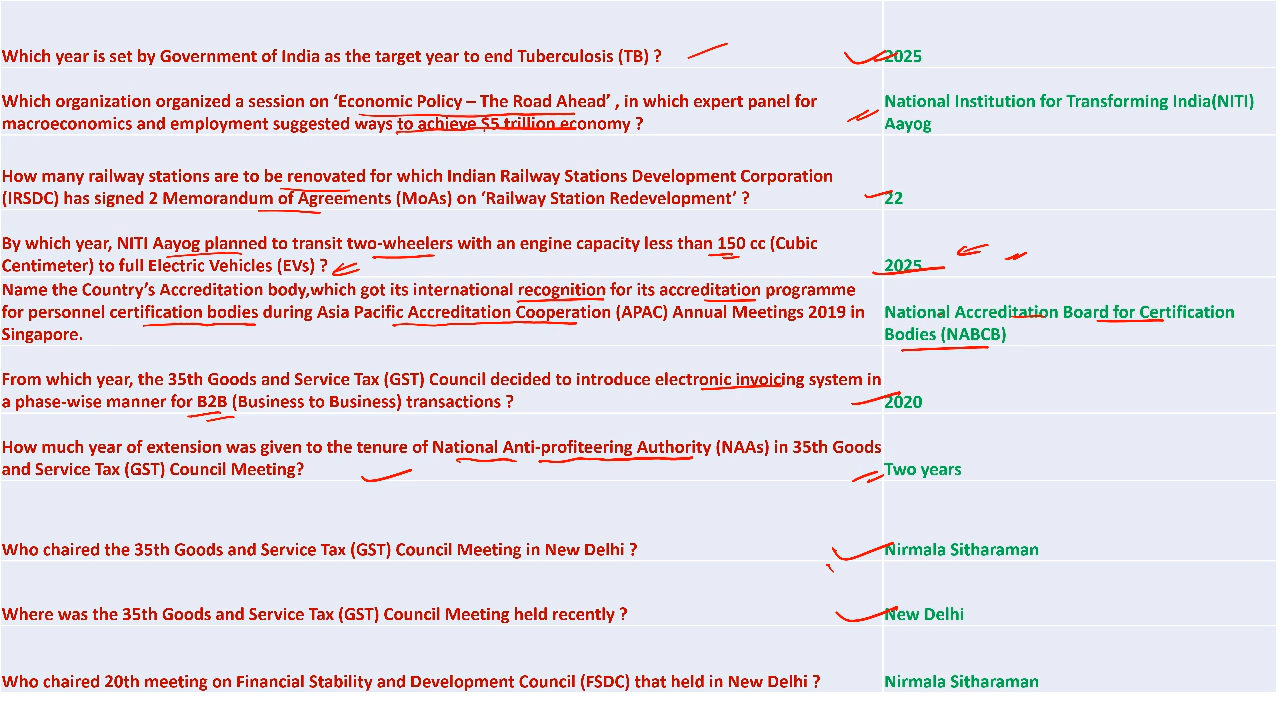 Which year is set by Government of India as the target year to end Tuberculosis (TB) ?
2025
Which organization organized a session on ‘Economic Policy – The Road Ahead’ , in which expert panel for
macroeconomics and employment suggested ways to achieve $5 trillion economy ?
National Institution for Transforming India(NITI)
Aayog
How many railway stations are to be renovated for which Indian Railway Stations Development Corporation
(IRSDC) has signed 2 Memorandum of Agreements (MoAs) on ‘Railway Station Redevelopment’ ?
22
By which year, NITI Aayog planned to transit two-wheelers with an engine capacity less than 150 cc (Cubic
Centimeter) to full Electric Vehicles (EVs) ?
2025
Name the Country’s Accreditation body,which got its international recognition for its accreditation programme
for personnel certification bodies during Asia Pacific Accreditation Cooperation (APAC) Annual Meetings 2019 in
Singapore.
National Accreditation Board for Certification
Bodies (NABCB)
From which year, the 35th Goods and Service Tax (GST) Council decided to introduce electronic invoicing system in
a phase-wise manner for B2B (Business to Business) transactions ?
2020
How much year of extension was given to the tenure of National Anti-profiteering Authority (NAAs) in 35th Goods
and Service Tax (GST) Council Meeting?
Two years
Who chaired the 35th Goods and Service Tax (GST) Council Meeting in New Delhi ?
Nirmala Sitharaman
Where was the 35th Goods and Service Tax (GST) Council Meeting held recently ?
New Delhi
Who chaired 20th meeting on Financial Stability and Development Council (FSDC) that held in New Delhi ?
Nirmala Sitharaman